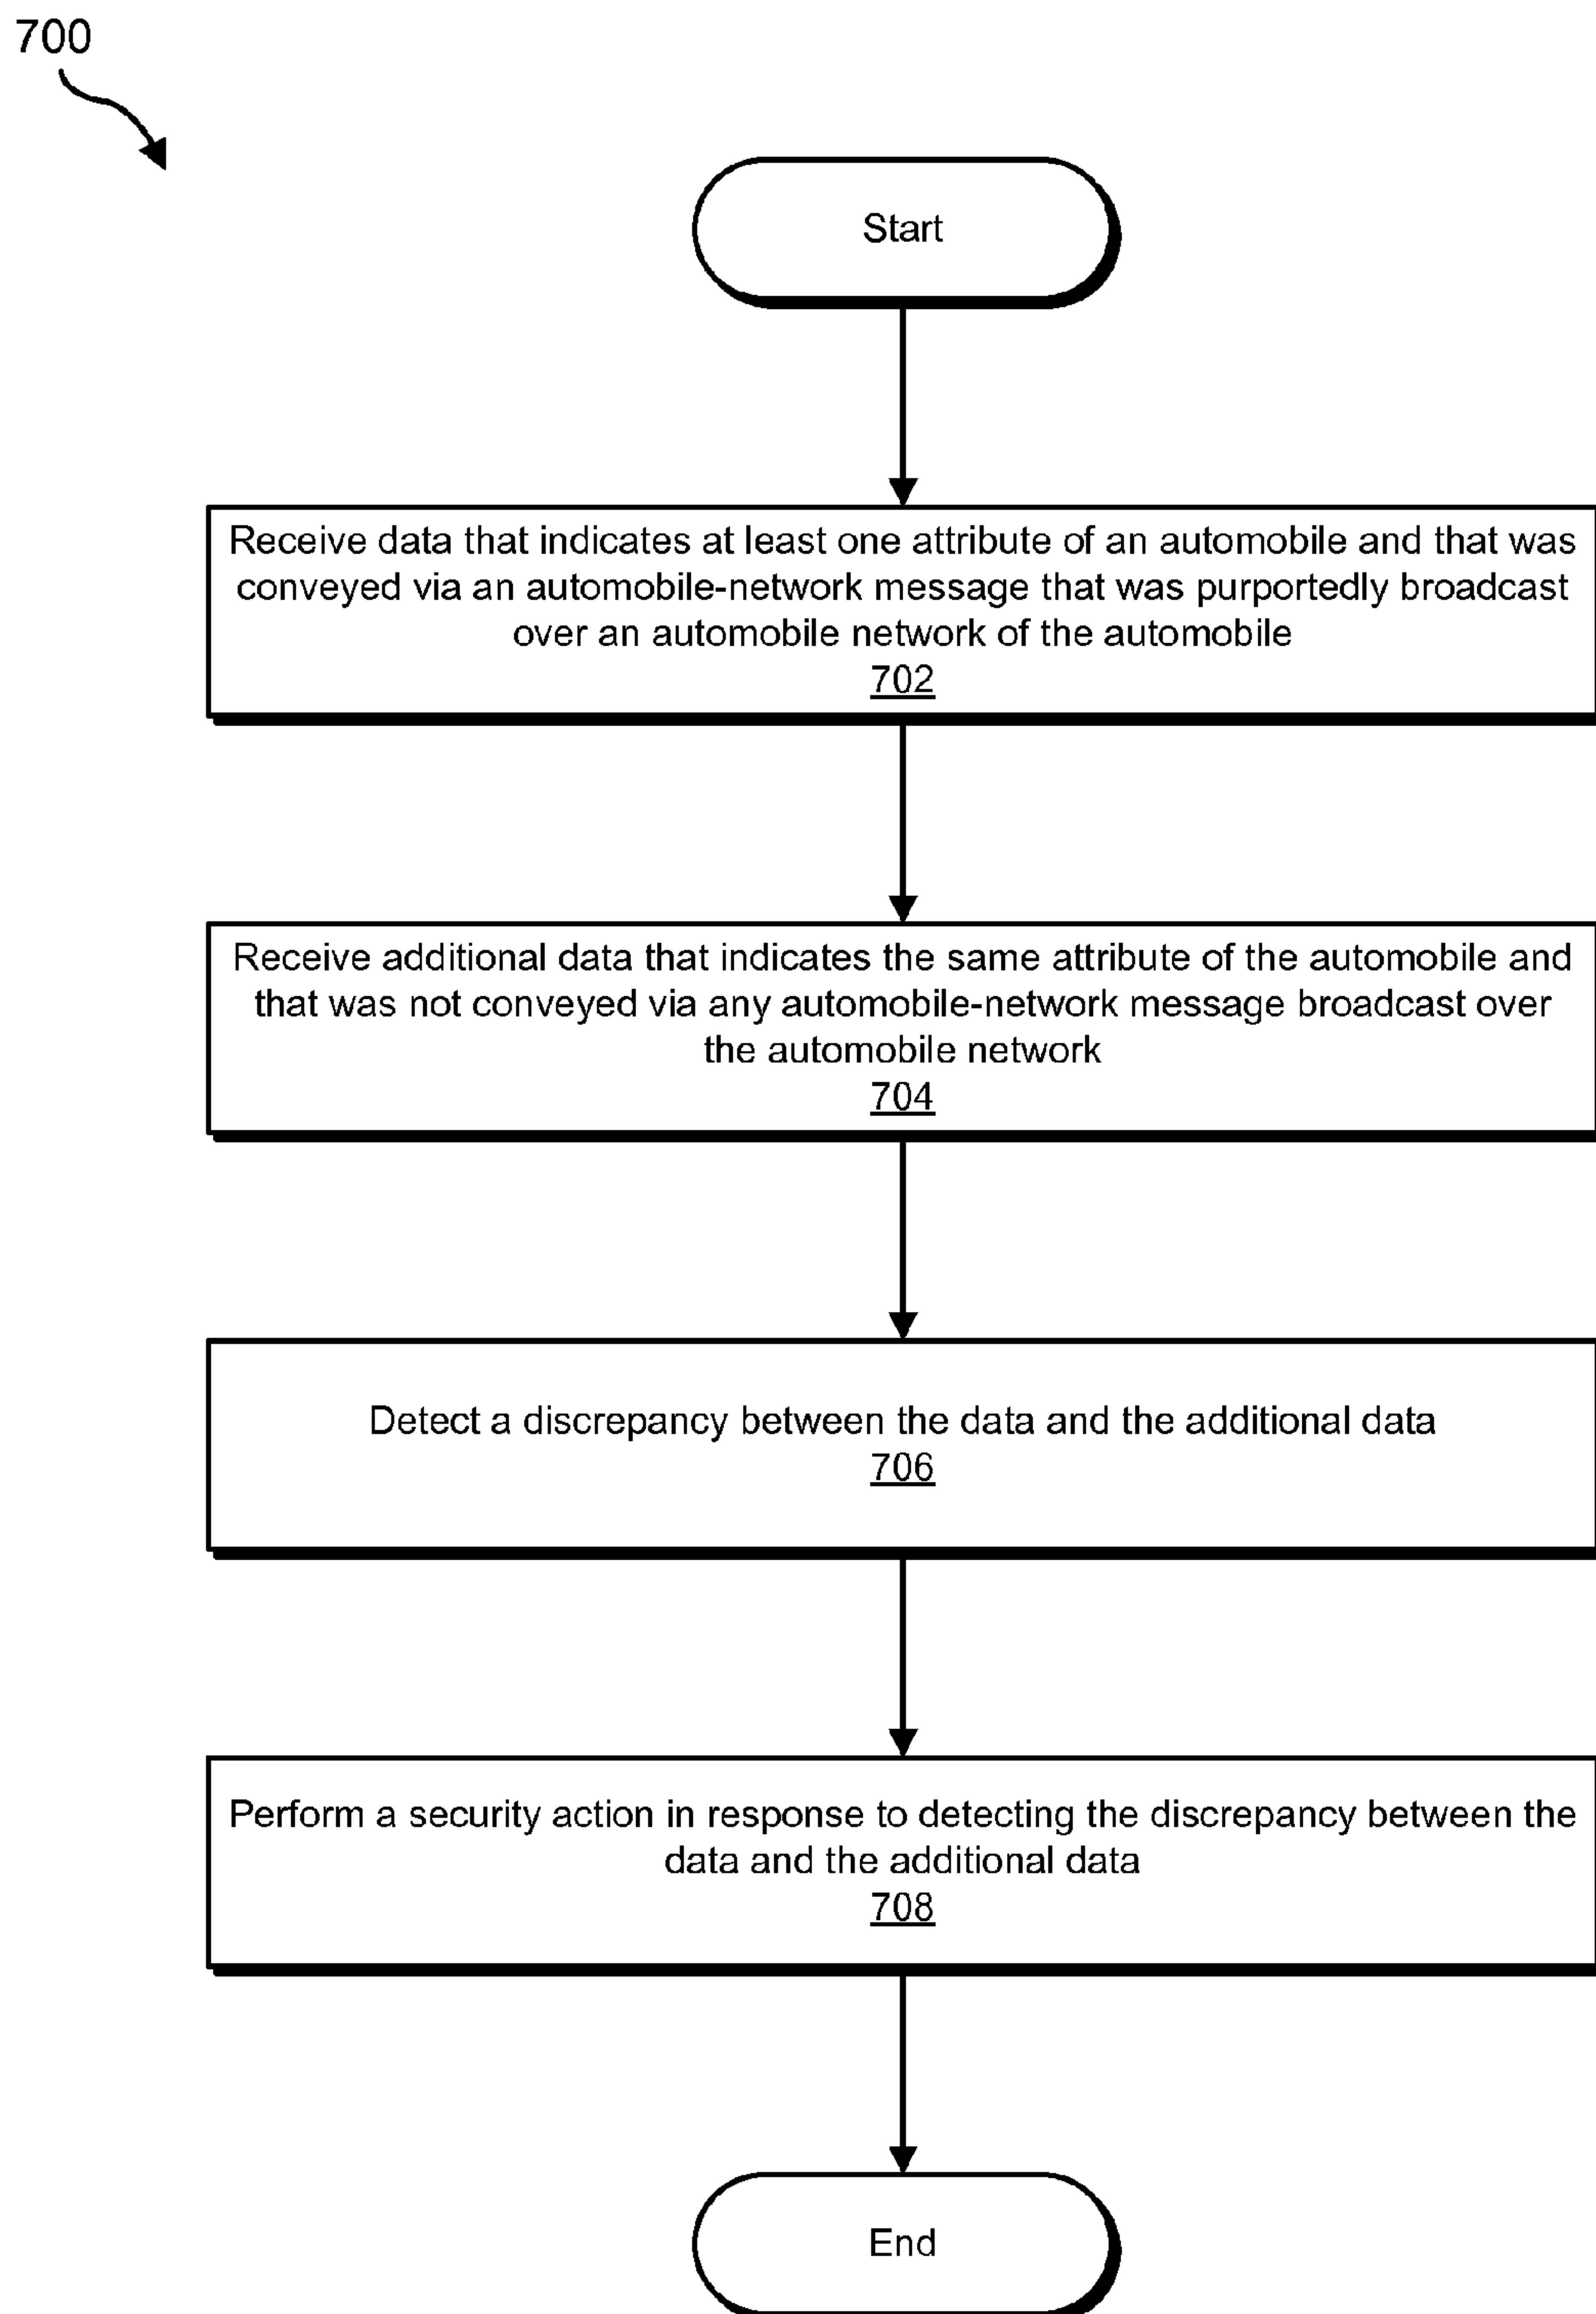 700
Start
Receive data that indicates at least one attribute of an automobile and that was
conveyed via an automobile-network message that was purportedly broadcast
over an automobile network of the automobile
702
Receive additional data that indicates the same attribute of the automobile and
that was not conveyed via any automobile-network message broadcast over
the automobile network
704
Detect a discrepancy between the data and the additional data
706
Perform a security action in response to detecting the discrepancy between the
data and the additional data
708
End